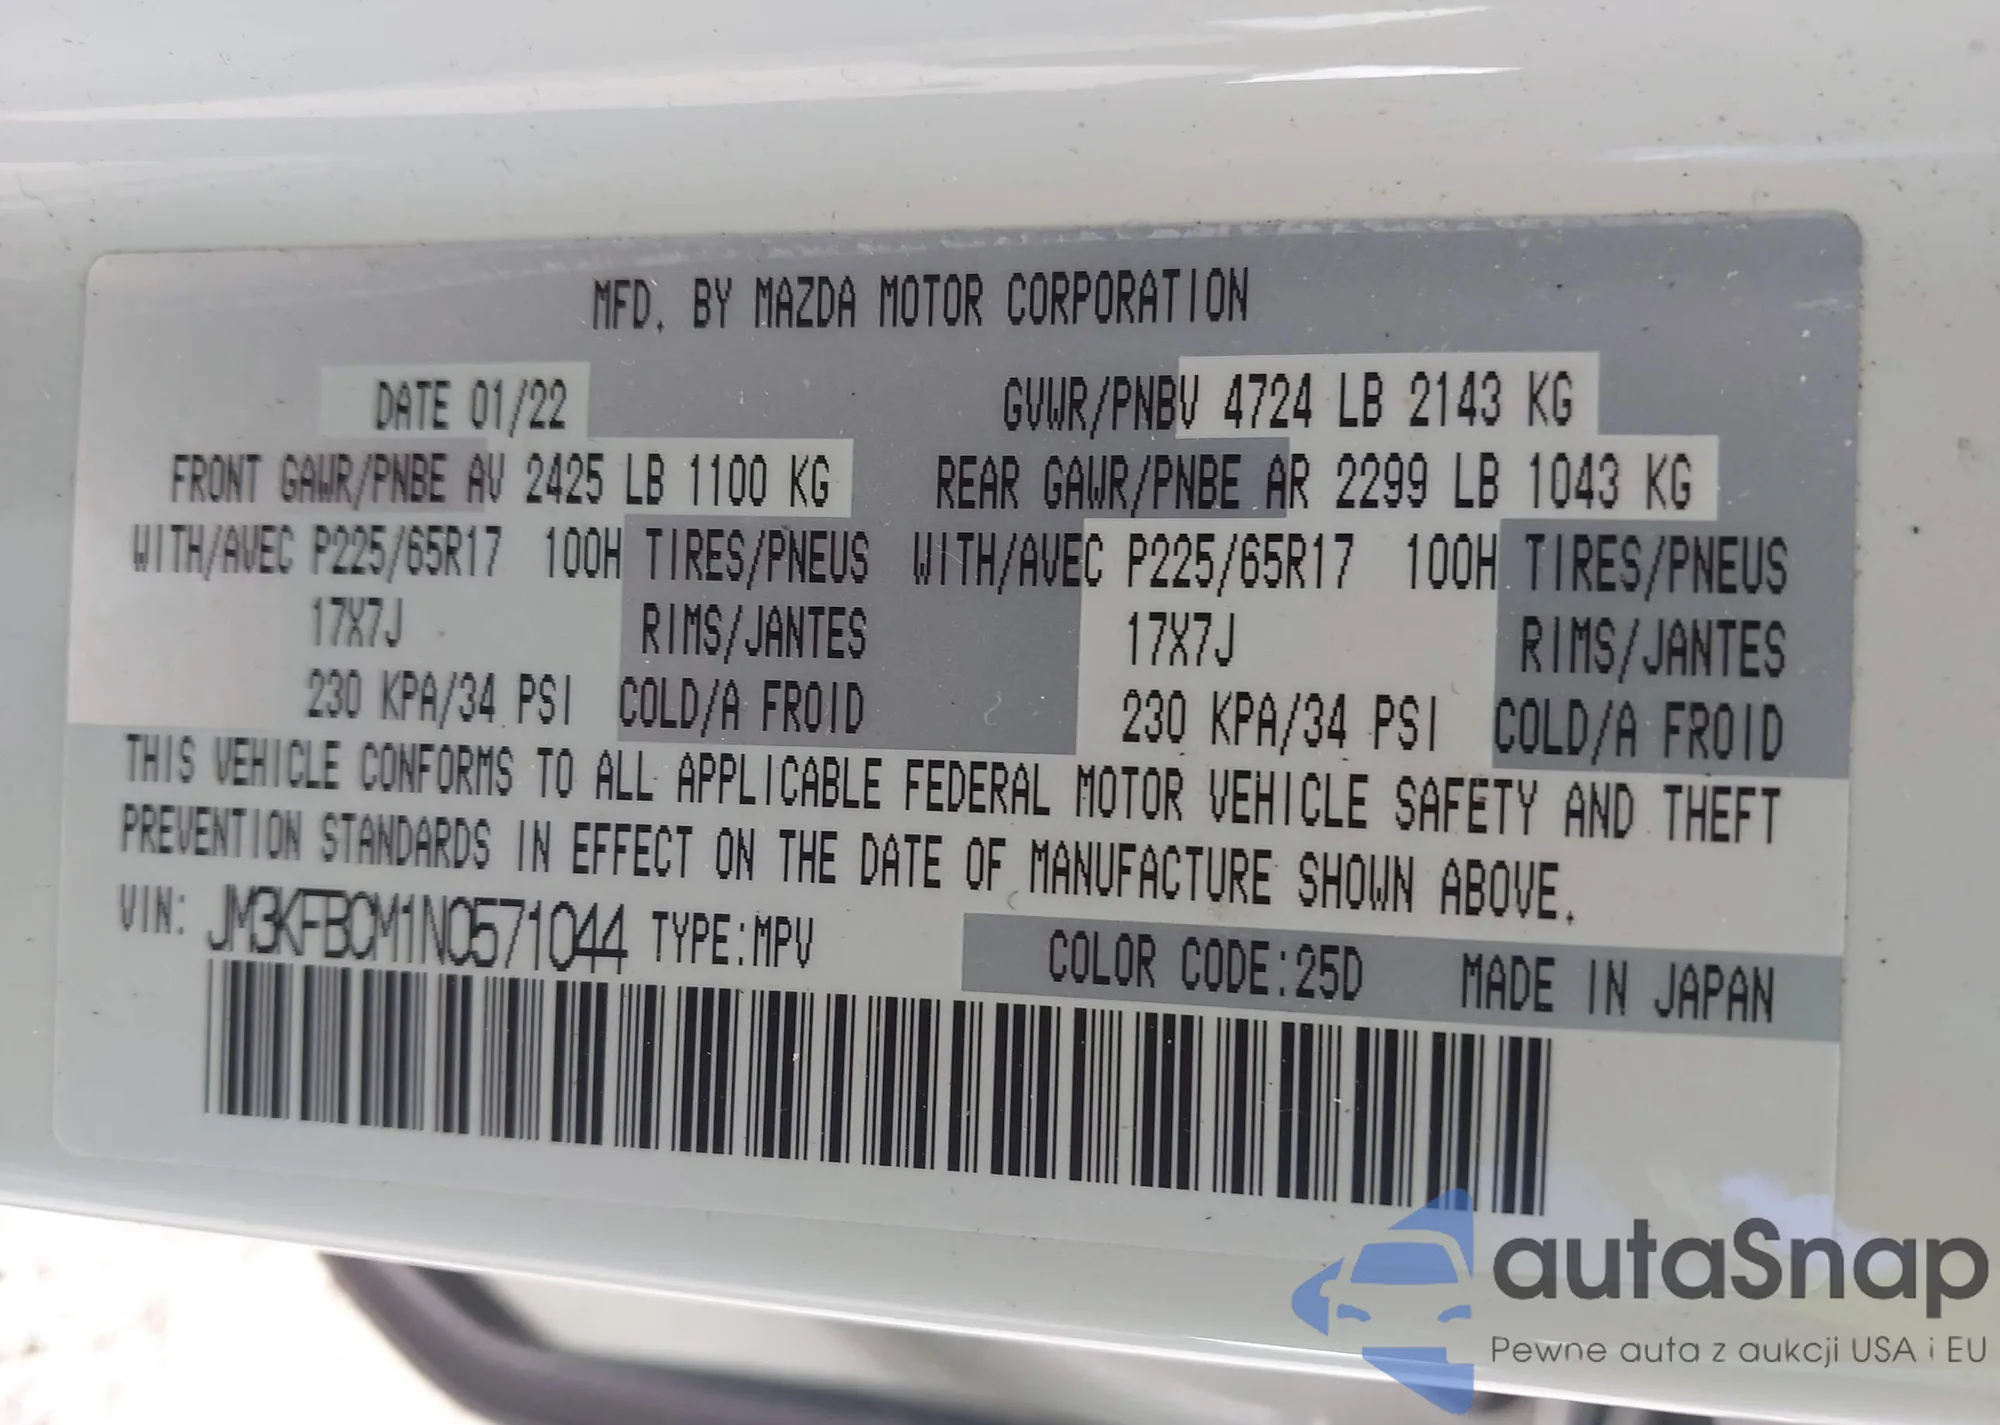 MFD. BY MAZDA MOTOR CORPORATION
DATE 01/22 GVWR/PNBV 4724 LB 2143 KG
FRONT GAWR/PNBE AV 2425 LB 1100 KG REAR GAWR/PNBE AR 2299 LB 1043 KG
WITH/AVEC P225/65R17 100H TIRES/PNEUS WITH/AVEC P225/65R17 100H TIRES/PNEUS
17X7J RIMS/JANTES 17X7J RIMS/JANTES
230 KPA/34 PSI COLD/A FROID 230 KPA/34 PSI COLD/A FROID
THIS VEHICLE CONFORMS TO ALL APPLICABLE FEDERAL MOTOR VEHICLE SAFETY AND THEFT
PREVENTION STANDARDS IN EFFECT ON THE DATE OF MANUFACTURE SHOWN ABOVE.
VIN: JM3KFBCM1N0571044 TYPE:MPV COLOR CODE:25D MADE IN JAPAN
autaSnap
Pewne auta z aukcji USA i EU